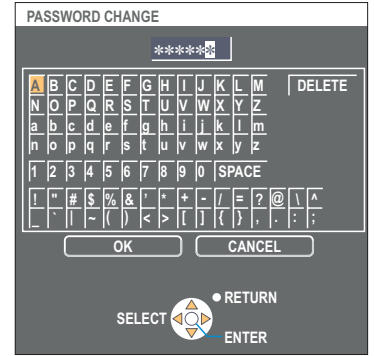 PASSWORD CHANGE
******
A B C D E F G H I J K L M DELETE
N O P Q R S T U V W X Y Z
a b c d e f g h i j k l m
n o p q r s t u v w x y z
1 2 3 4 5 6 7 8 9 0 SPACE
! " # $ % & ' * + - / = ? @ \ ^
_ ` | ~ ( ) < > [ ] { } , . : ;
OK CANCEL
RETURN
SELECT
ENTER